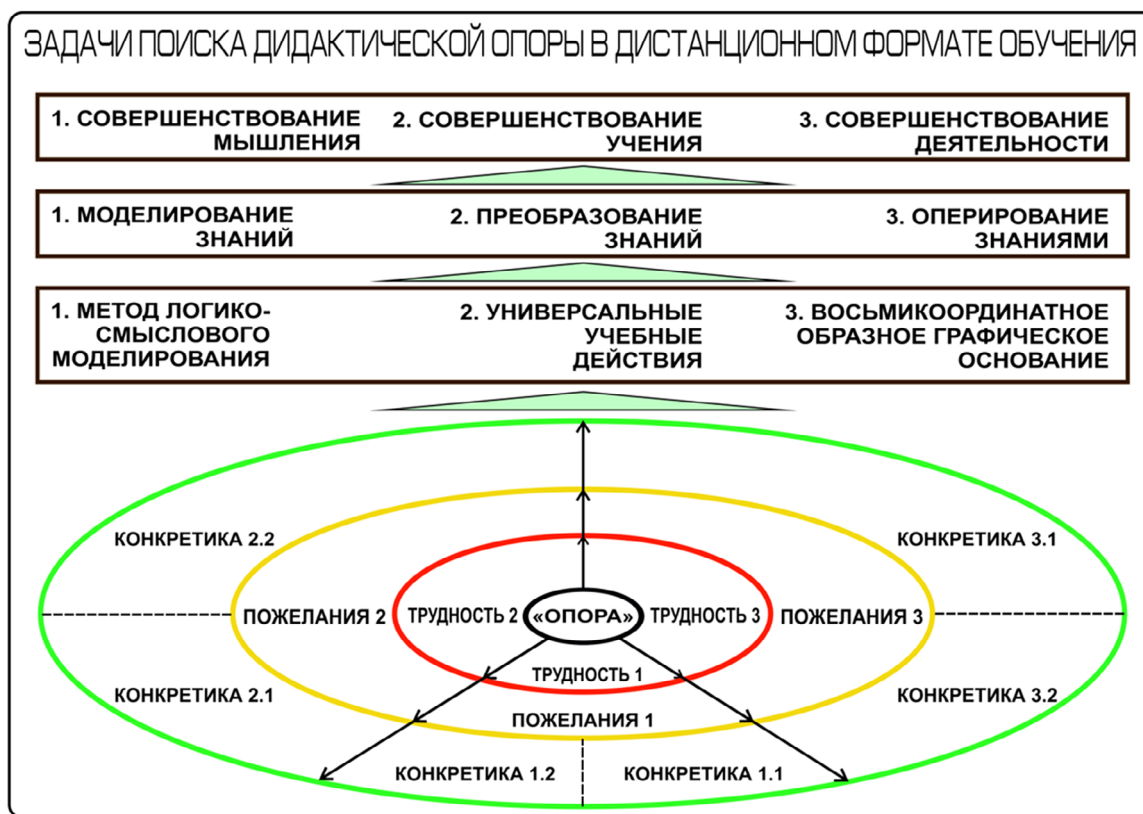 ЗАДАЧИ ПОИСКА ДИДАКТИЧЕСКОЙ ОПОРЫ В ДИСТАНЦИОННОМ ФОРМАТЕ ОБУЧЕНИЯ
1. СОВЕРШЕНСТВОВАНИЕ
МЫШЛЕНИЯ
2. СОВЕРШЕНСТВОВАНИЕ
УЧЕНИЯ
3. СОВЕРШЕНСТВОВАНИЕ
ДЕЯТЕЛЬНОСТИ
1. МОДЕЛИРОВАНИЕ
ЗНАНИЙ
2. ПРЕОБРАЗОВАНИЕ
ЗНАНИЙ
3. ОПЕРИРОВАНИЕ
ЗНАНИЯМИ
1. МЕТОД ЛОГИКО-
СМЫСЛОВОГО
МОДЕЛИРОВАНИЯ
2. УНИВЕРСАЛЬНЫЕ
УЧЕБНЫЕ
ДЕЙСТВИЯ
3. ВОСЬМИКООРДИНАТНОЕ
ОБРАЗНОЕ ГРАФИЧЕСКОЕ
ОСНОВАНИЕ
КОНКРЕТИКА 2.2
КОНКРЕТИКА 3.1
ПОЖЕЛАНИЯ 2
ТРУДНОСТЬ 2
«ОПОРА»
ТРУДНОСТЬ 3
ПОЖЕЛАНИЯ 3
ТРУДНОСТЬ 1
КОНКРЕТИКА 2.1
КОНКРЕТИКА 3.2
ПОЖЕЛАНИЯ 1
КОНКРЕТИКА 1.2
КОНКРЕТИКА 1.1